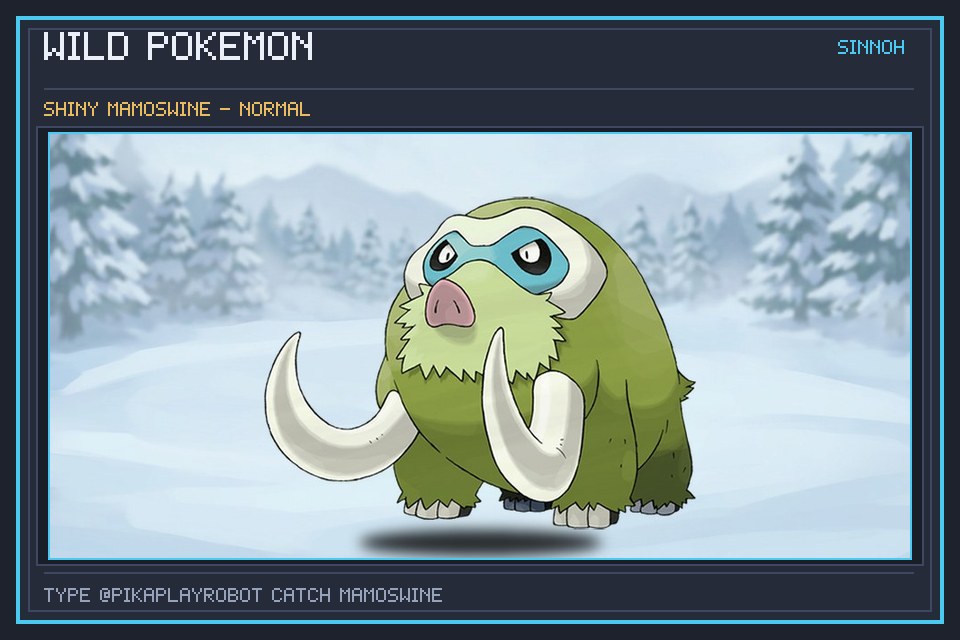 WILD POKEMON
SINNOH
SHINY MAMOSWINE - NORMAL
TYPE @PIKAPLAYROBOT CATCH MAMOSWINE